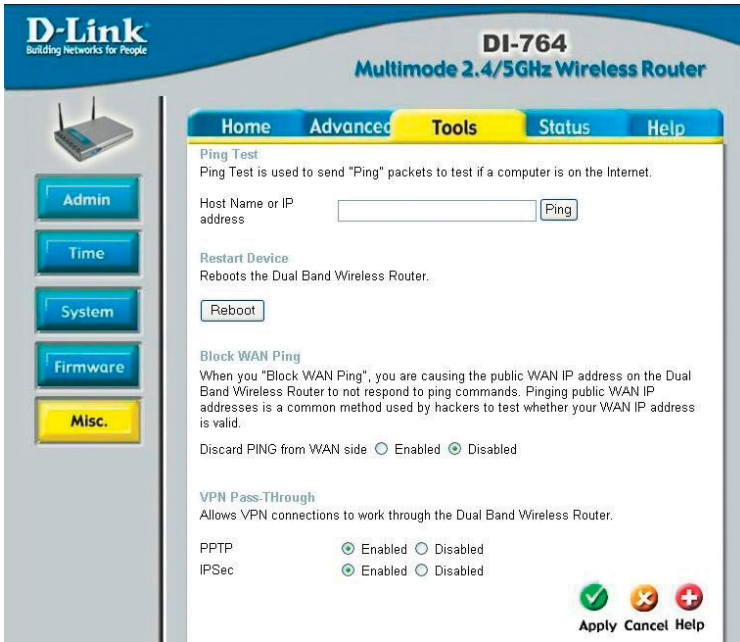 D-Link
Building Networks for People
DI-764
Multimode 2.4/5GHz Wireless Router
Home Advanced Tools Status Help
Admin
Time
System
Firmware
Misc.
Ping Test
Ping Test is used to send "Ping" packets to test if a computer is on the Internet.
Host Name or IP
address
Ping
Restart Device
Reboots the Dual Band Wireless Router.
Reboot
Block WAN Ping
When you "Block WAN Ping", you are causing the public WAN IP address on the Dual
Band Wireless Router to not respond to ping commands. Pinging public WAN IP
addresses is a common method used by hackers to test whether your WAN IP address
is valid.
Discard PING from WAN side Enabled Disabled
VPN Pass-THrough
Allows VPN connections to work through the Dual Band Wireless Router.
PPTP Enabled Disabled
IPSec Enabled Disabled
Apply Cancel Help